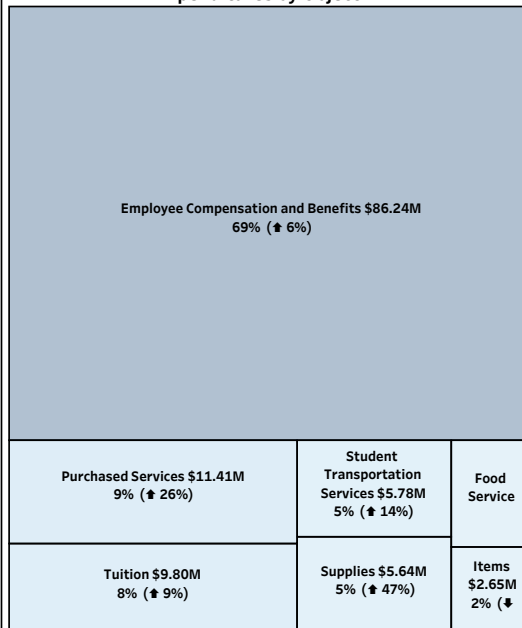 Employee Compensation and Benefits $86.24M
69% (⬆ 6%)
Purchased Services $11.41M
9% (⬆ 26%)
Student
Transportation
Services $5.78M
5% (⬆ 14%)
Food
Service
Tuition $9.80M
8% (⬆ 9%)
Supplies $5.64M
5% (⬆ 47%)
Items
$2.65M
2% (⬇